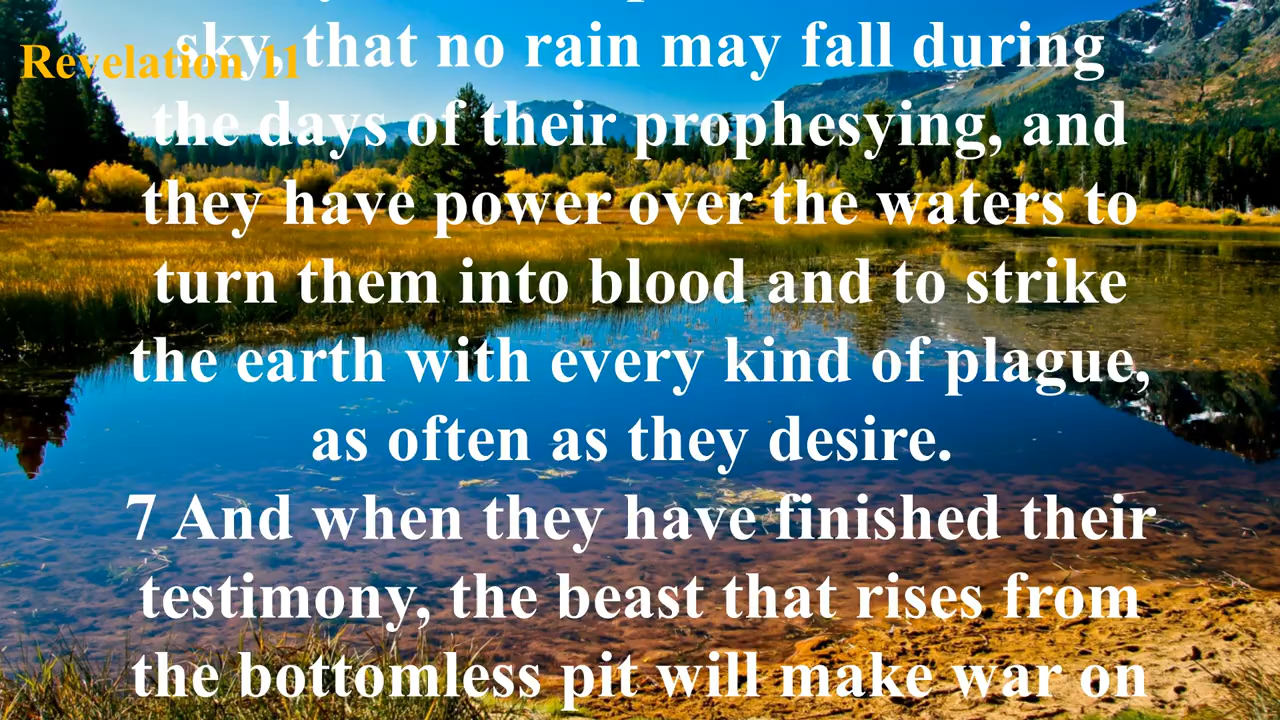 Revelation 11
sky, that no rain may fall during
the days of their prophesying, and
they have power over the waters to
turn them into blood and to strike
the earth with every kind of plague,
as often as they desire.
7 And when they have finished their
testimony, the beast that rises from
the bottomless pit will make war on